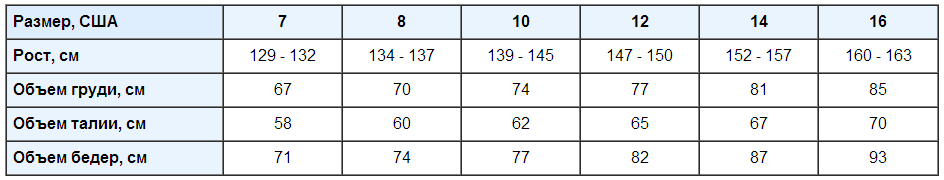 Размер, США 7 8 10 12 14 16
Рост, см 129 - 132 134 - 137 139 - 145 147 - 150 152 - 157 160 - 163
Объем груди, см 67 70 74 77 81 85
Объем талии, см 58 60 62 65 67 70
Объем бедер, см 71 74 77 82 87 93